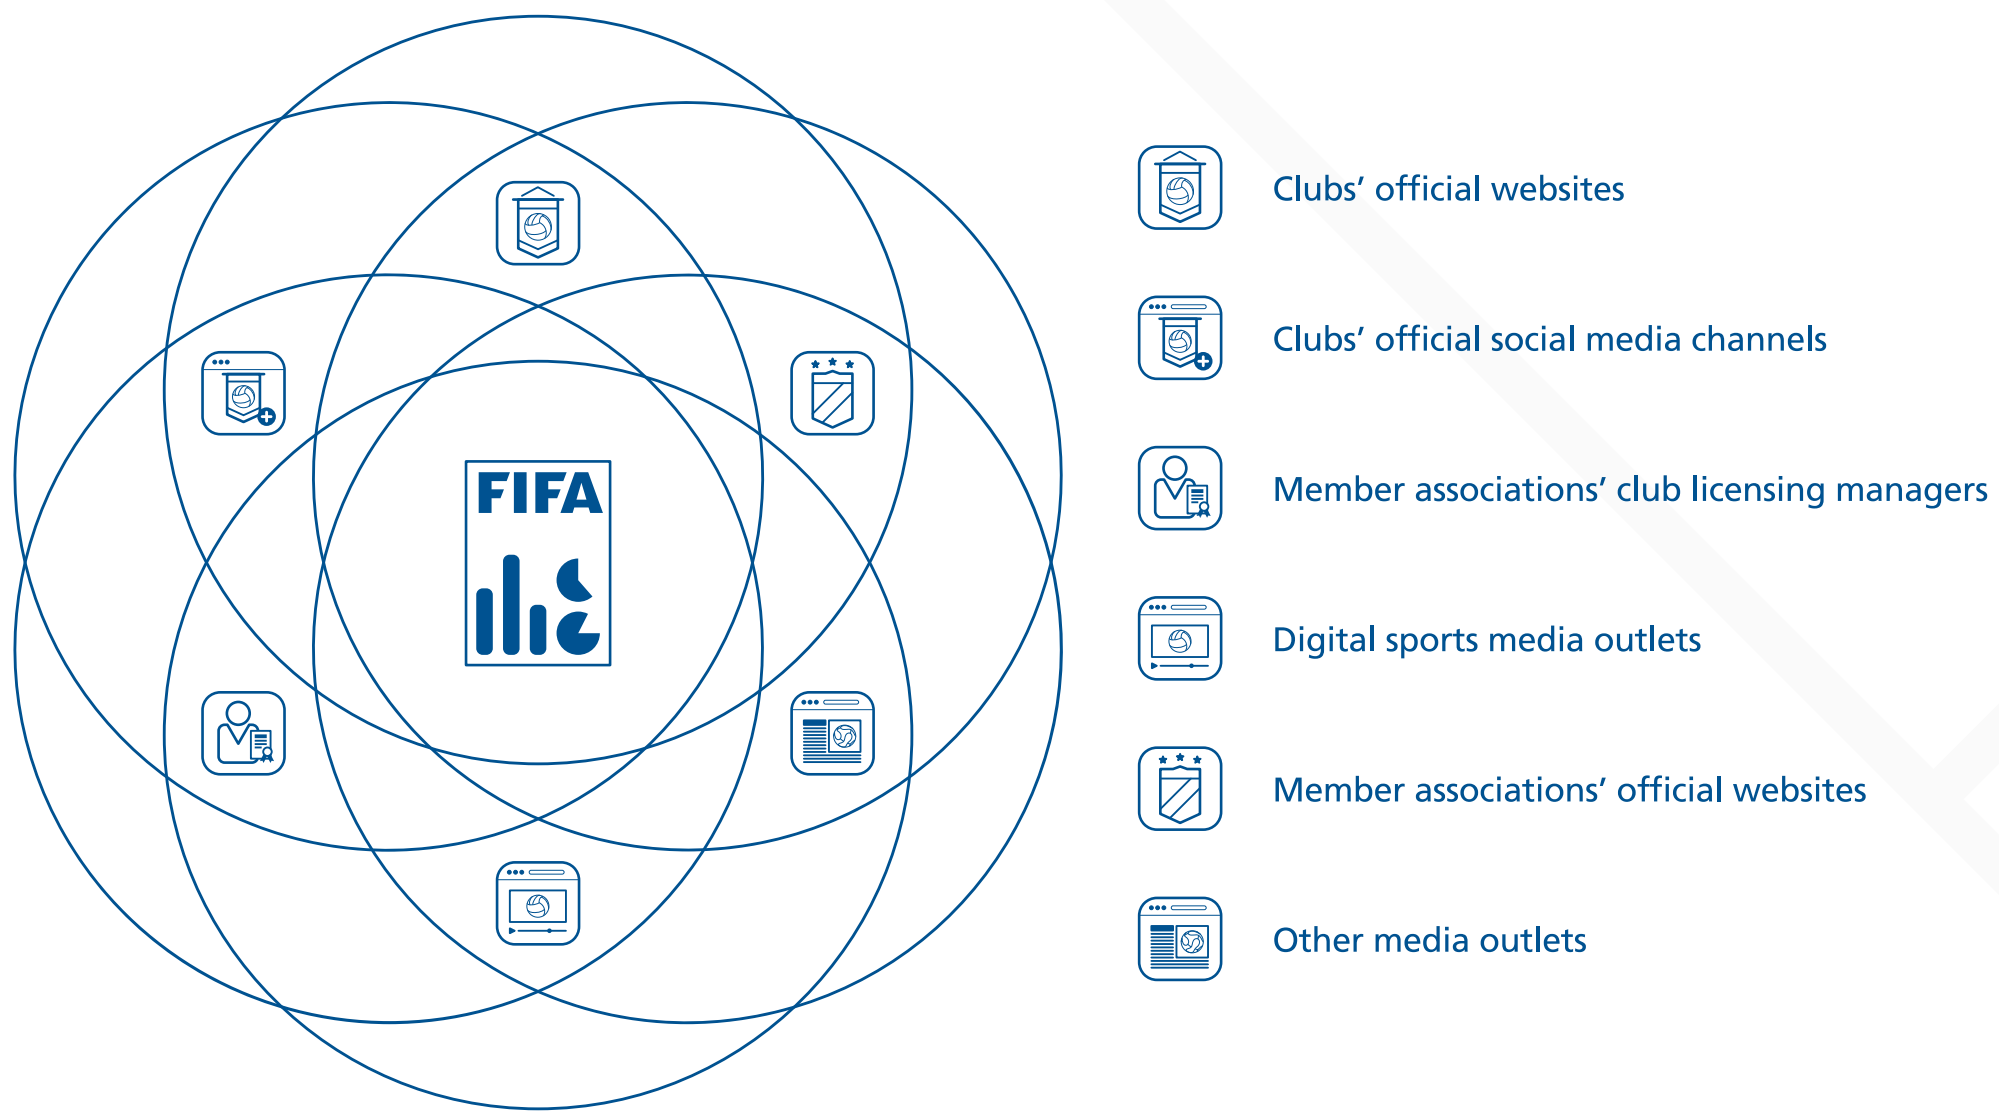 FIFA
Clubs’ official websites
Clubs’ official social media channels
Member associations’ club licensing managers
Digital sports media outlets
Member associations’ official websites
Other media outlets